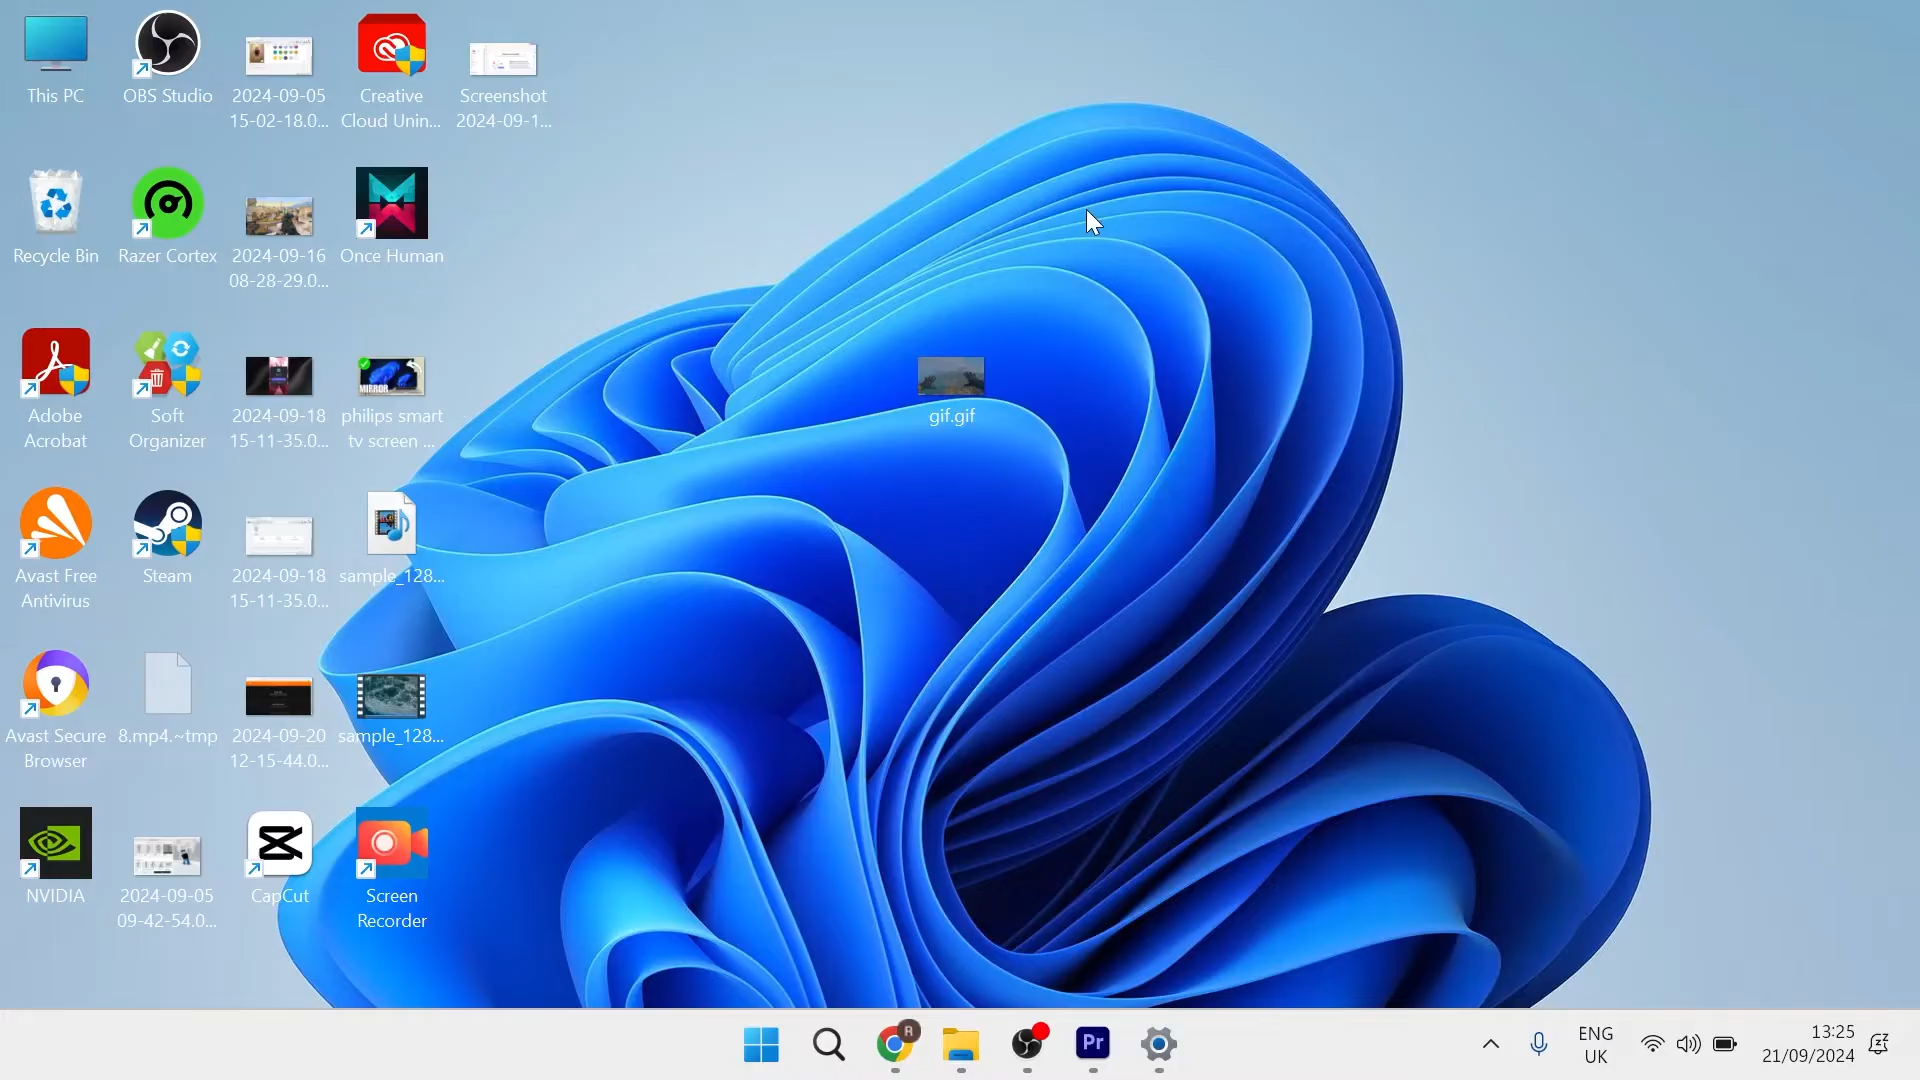 This PC
OBS Studio
2024-09-05
15-02-18.0...
Creative
Cloud Unin...
Screenshot
2024-09-1...
Recycle Bin
Razer Cortex
2024-09-16
08-28-29.0...
Once Human
Adobe
Acrobat
Soft
Organizer
2024-09-18
15-11-35.0...
MIRROR
philips smart
tv screen ...
gif.gif
Avast Free
Antivirus
Steam
2024-09-18
15-11-35.0...
sample_128...
Avast Secure
Browser
8.mp4.~tmp
2024-09-20
12-15-44.0...
sample_128...
NVIDIA
2024-09-05
09-42-54.0...
CapCut
Screen
Recorder
R
Pr
ENG
UK
13:25
21/09/2024